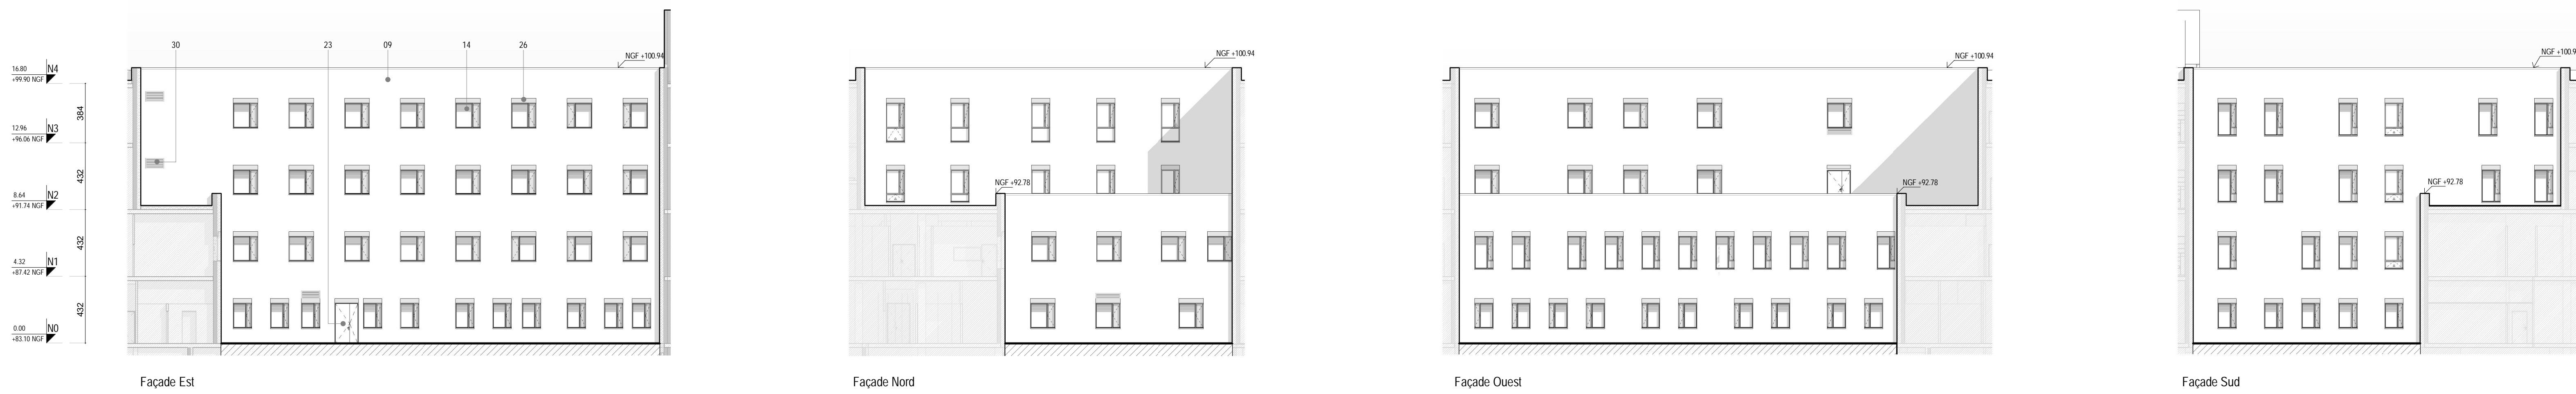 30 23 09 14 26
NGF +100.94
NGF +100.94
NGF +100.94
NGF +100.9
16.80 N4
+99.90 NGF
384
12.96 N3
+96.06 NGF
432
8.64 N2
+91.74 NGF
NGF +92.78
NGF +92.78
NGF +92.78
432
4.32 N1
+87.42 NGF
432
0.00 N0
+83.10 NGF
Façade Est
Façade Nord
Façade Ouest
Façade Sud